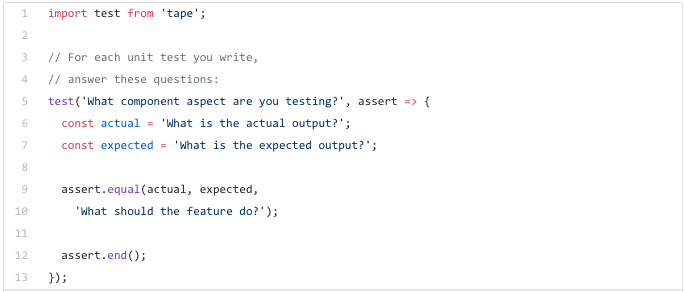 1 import test from 'tape';
2
3 // For each unit test you write,
4 // answer these questions:
5 test('What component aspect are you testing?', assert => {
6 const actual = 'What is the actual output?';
7 const expected = 'What is the expected output?';
8
9 assert.equal(actual, expected,
10 'What should the feature do?');
11
12 assert.end();
13 });